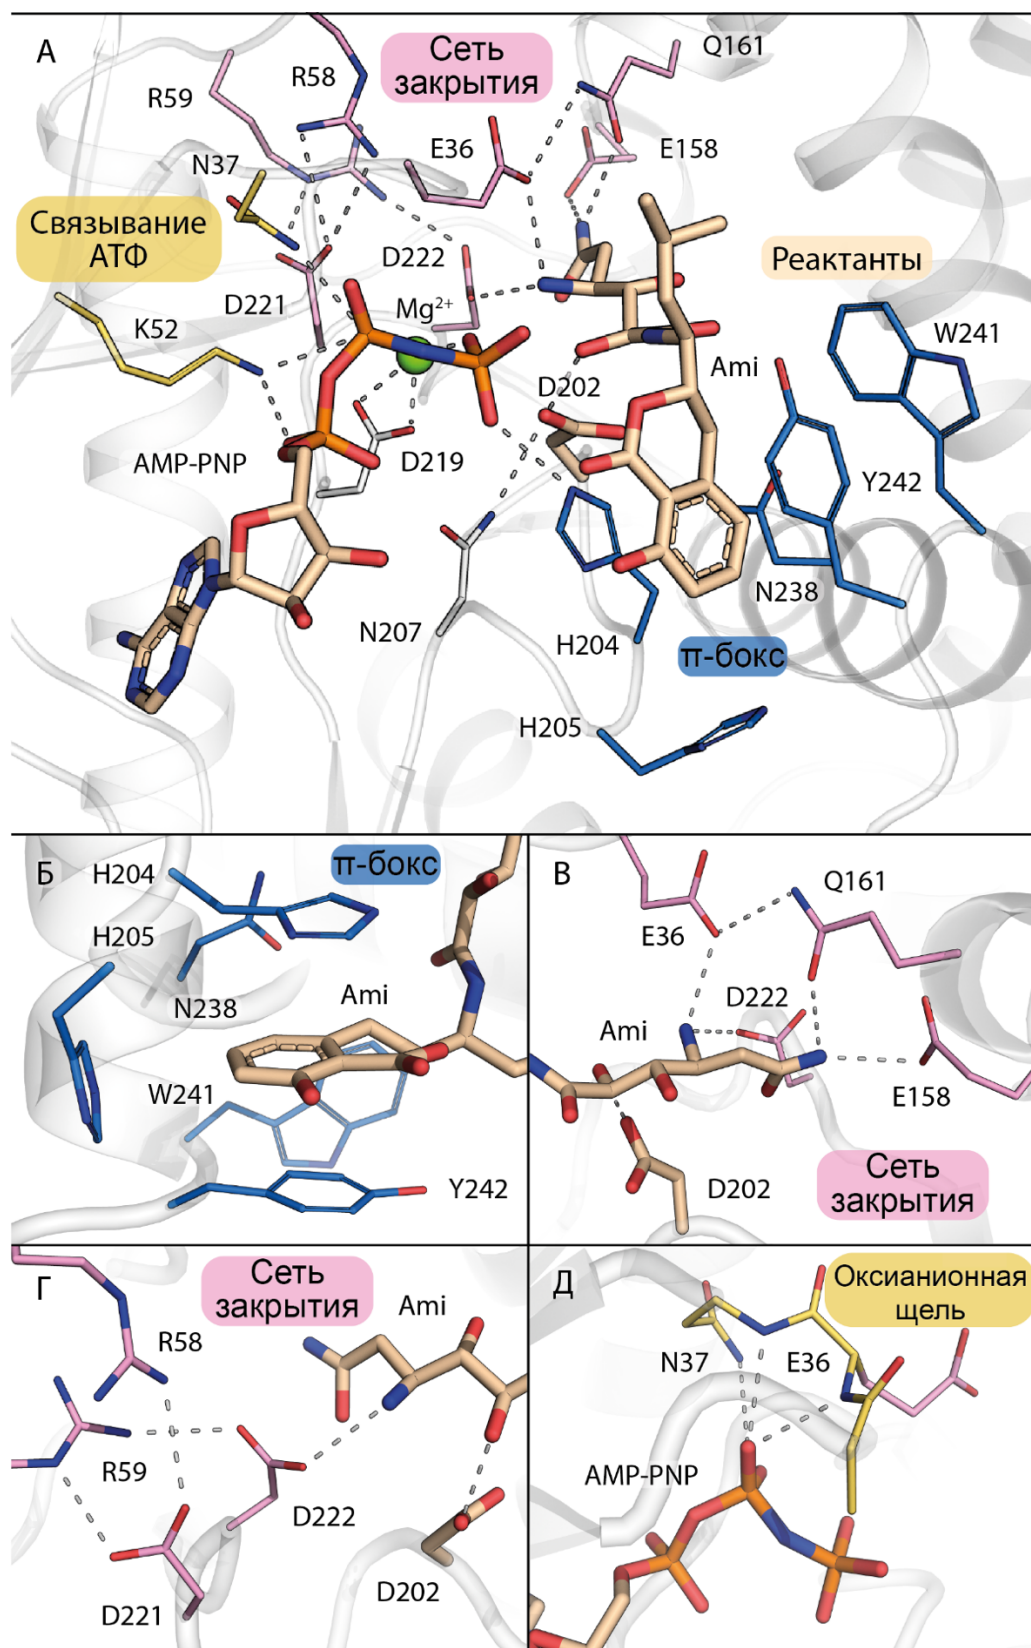 А
Сеть
закрытия
Q161
R58
R59
E36
E158
N37
Связывание
АТФ
D222
Реактанты
D221
Mg²⁺
K52
W241
D202
Ami
AMP-PNP
D219
Y242
N207
H204
N238
π-бокс
H205
Б
H204
π-бокс
H205
N238
Ami
W241
Y242
В
Q161
E36
D222
Ami
E158
D202
Сеть
закрытия
Г
Сеть
закрытия
Ami
R58
R59
D222
D221
D202
Д
Оксианионная
щель
N37
E36
AMP-PNP